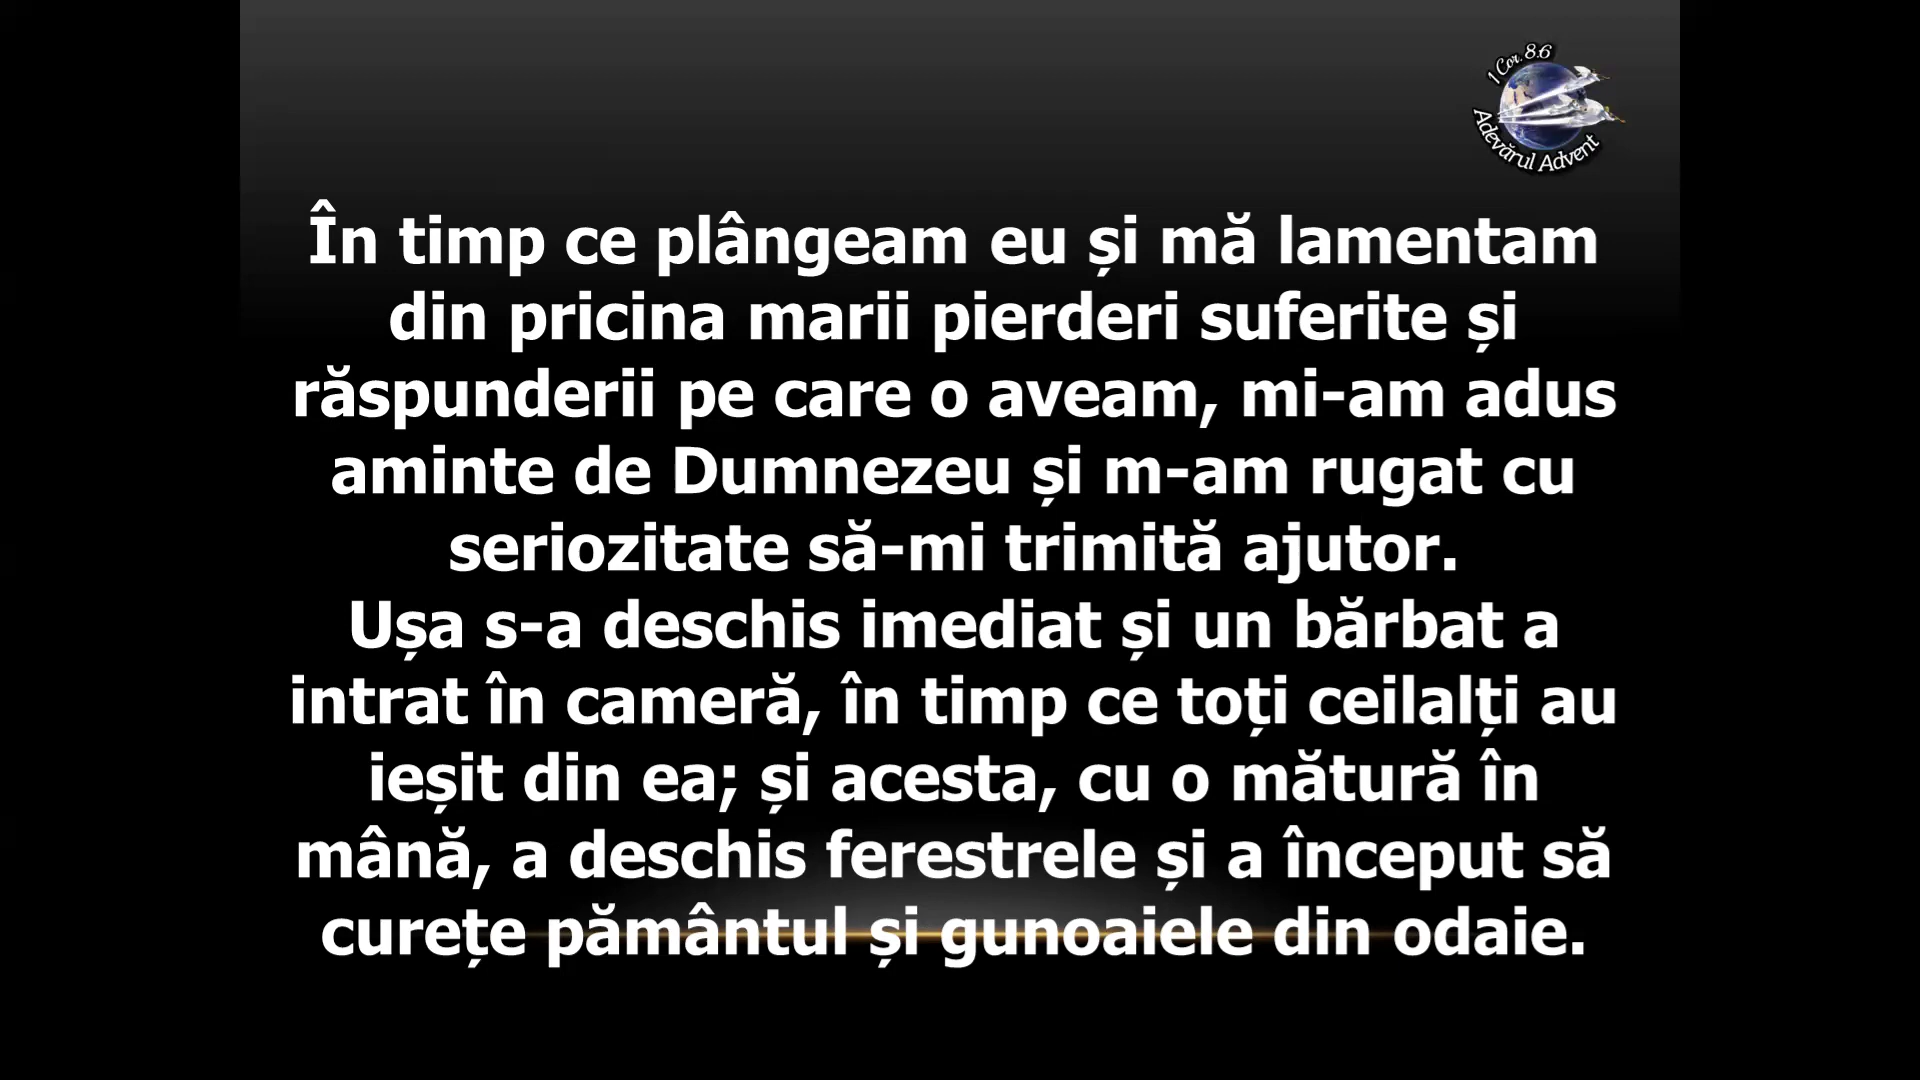 1 Cor. 8:6
Adevărul Advent
În timp ce plângeam eu și mă lamentam
din pricina marii pierderi suferite și
răspunderii pe care o aveam, mi-am adus
aminte de Dumnezeu și m-am rugat cu
seriozitate să-mi trimită ajutor.
Ușa s-a deschis imediat și un bărbat a
intrat în cameră, în timp ce toți ceilalți au
ieșit din ea; și acesta, cu o mătură în
mână, a deschis ferestrele și a început să
curețe pământul și gunoaiele din odaie.